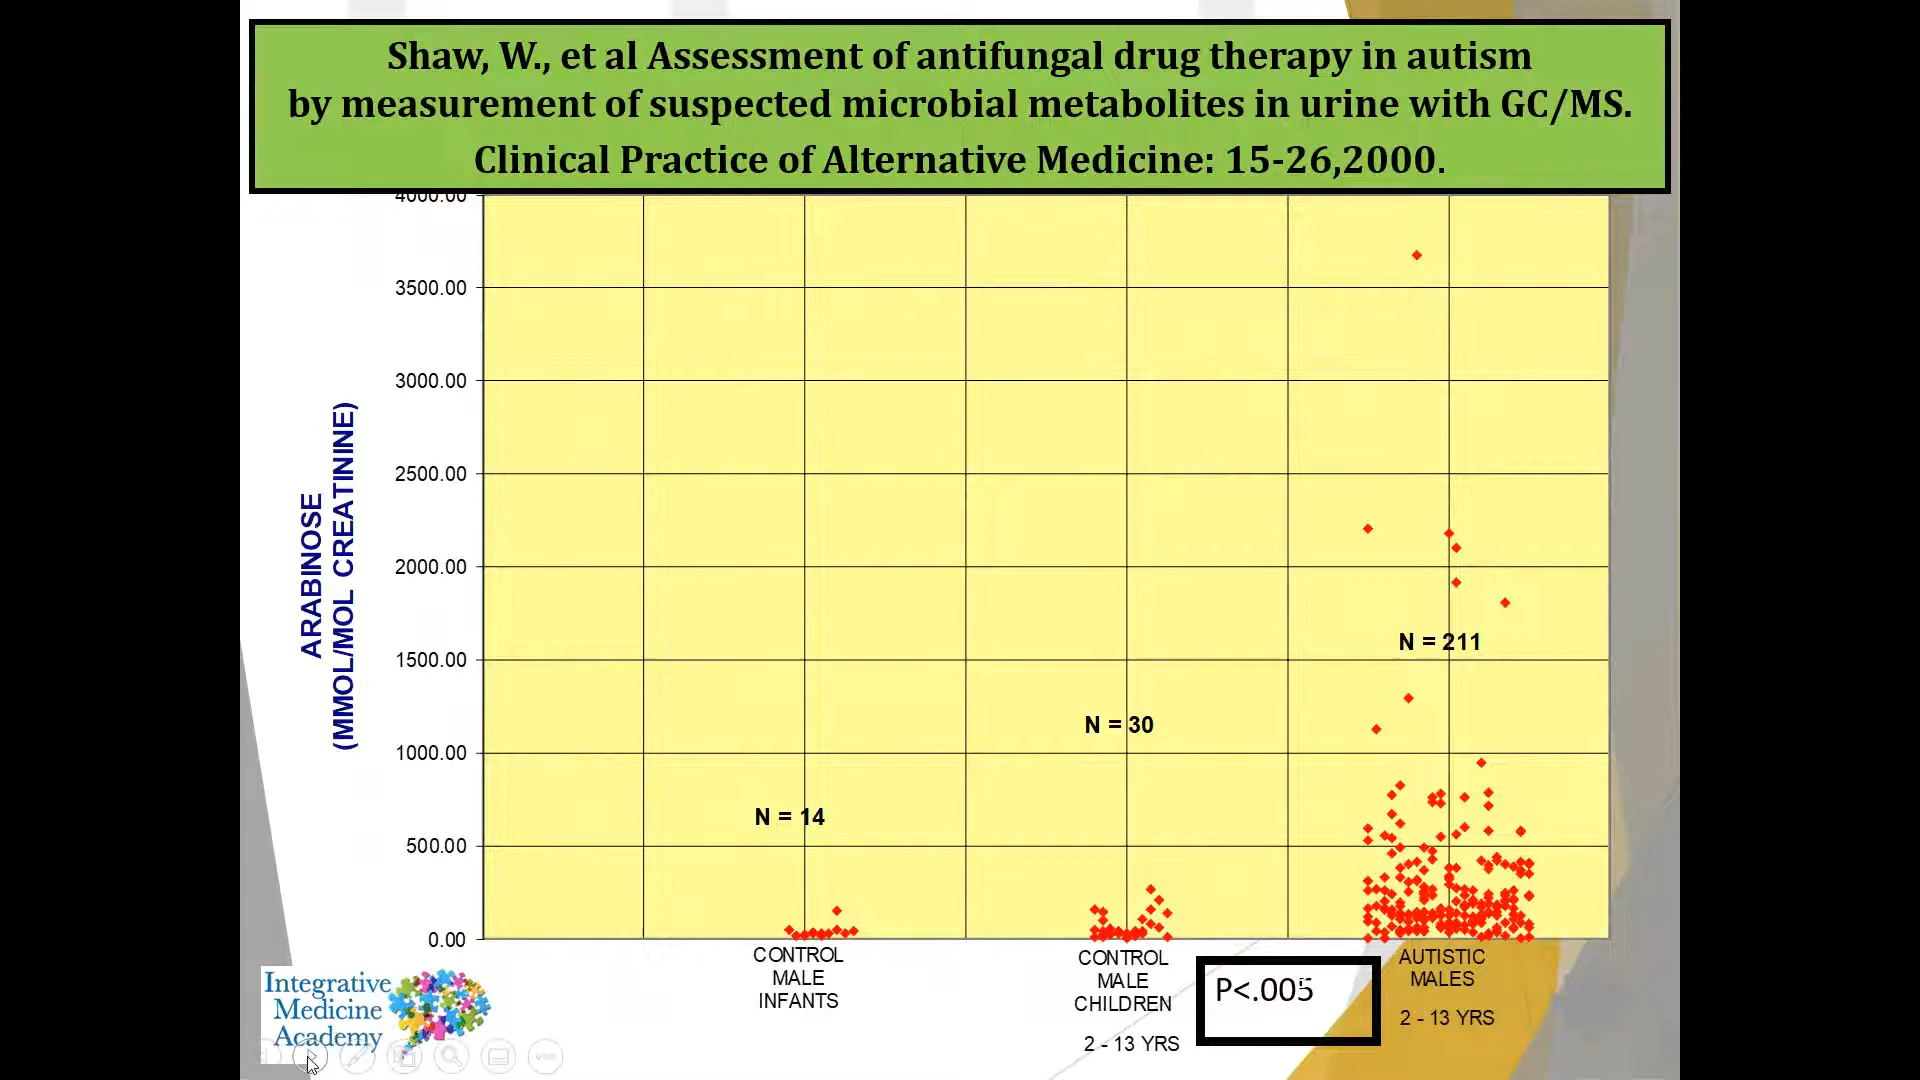 Shaw, W., et al Assessment of antifungal drug therapy in autism
by measurement of suspected microbial metabolites in urine with GC/MS.
Clinical Practice of Alternative Medicine: 15-26,2000.
4000.00
3500.00
3000.00
2500.00
2000.00
1500.00
1000.00
500.00
0.00
ARABINOSE
(MMOL/MOL CREATININE)
N = 14
N = 30
N = 211
CONTROL
MALE
INFANTS
CONTROL
MALE
CHILDREN
2 - 13 YRS
P<.005
AUTISTIC
MALES
2 - 13 YRS
Integrative
Medicine
Academy